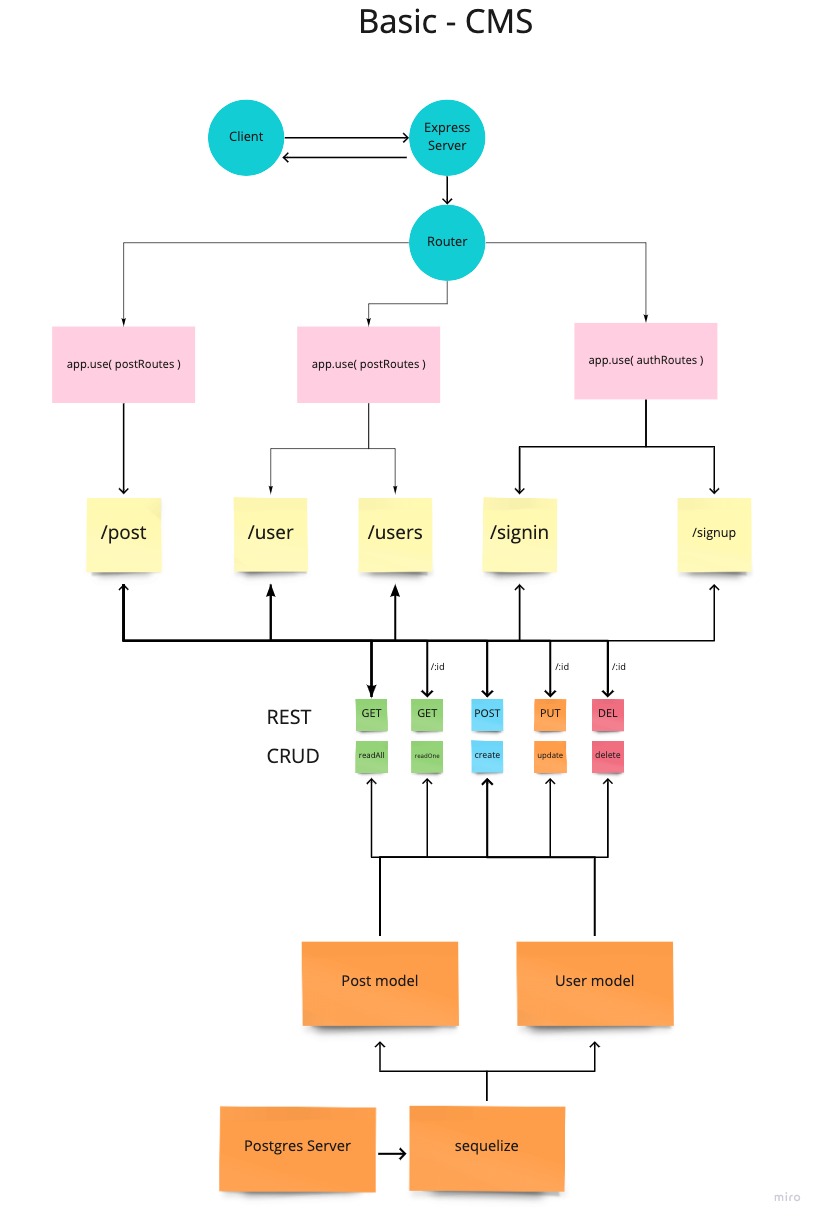 Basic - CMS
Client
Express
Server
Router
app.use( postRoutes )
app.use( postRoutes )
app.use( authRoutes )
/post
/user
/users
/signin
/signup
/:id
/:id
/:id
REST
GET
GET
POST
PUT
DEL
CRUD
readAll
readOne
create
update
delete
Post model
User model
Postgres Server
sequelize
miro